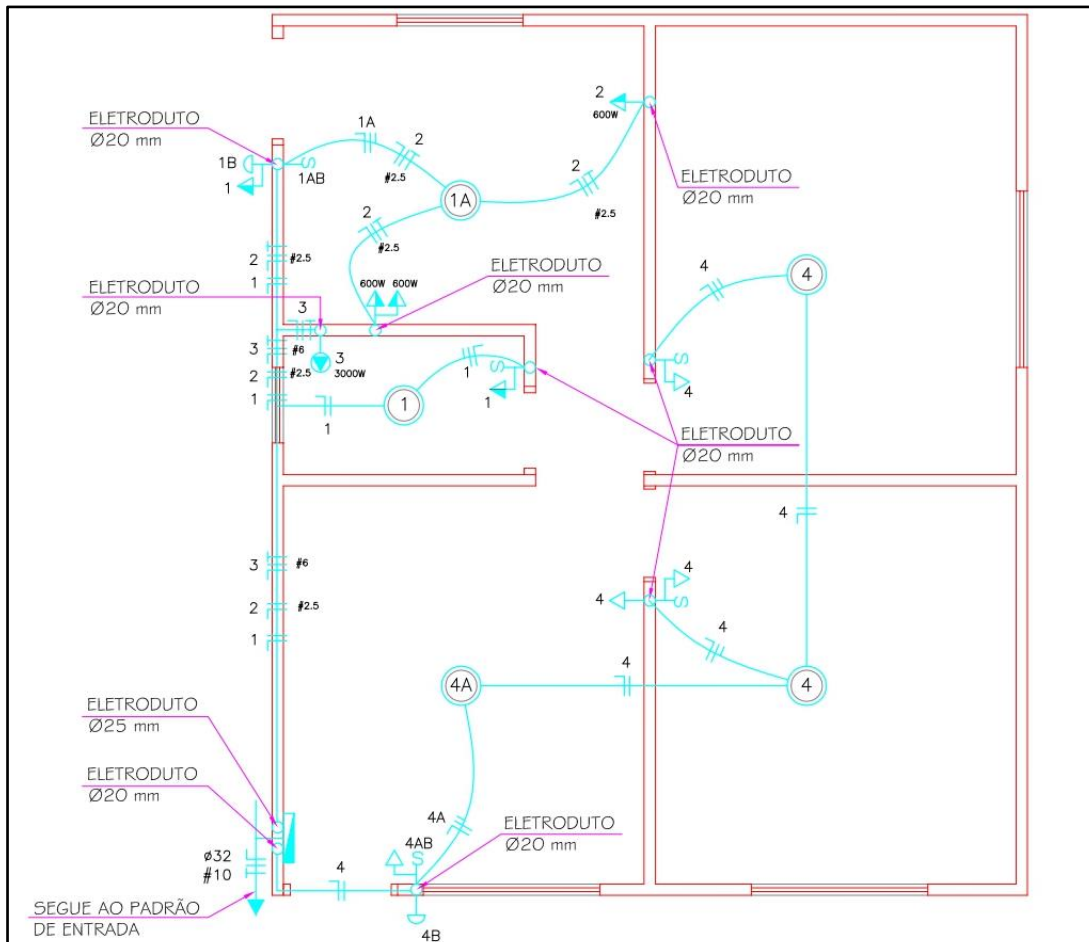 ELETRODUTO
Ø20 mm
1A
2
#2.5
2
600W
1B
1AB
1
1A
2
#2.5
ELETRODUTO
Ø20 mm
2
#2.5
2
#2.5
1
ELETRODUTO
Ø20 mm
600W
600W
ELETRODUTO
Ø20 mm
4
4
3
3
#6
3
3000W
2
#2.5
1
1
1
1
1
4
ELETRODUTO
Ø20 mm
4
3
#6
2
#2.5
1
4
4
4
4A
4
4
ELETRODUTO
Ø25 mm
ELETRODUTO
Ø20 mm
4A
4AB
ELETRODUTO
Ø20 mm
ø32
#10
4
4B
SEGUE AO PADRÃO
DE ENTRADA